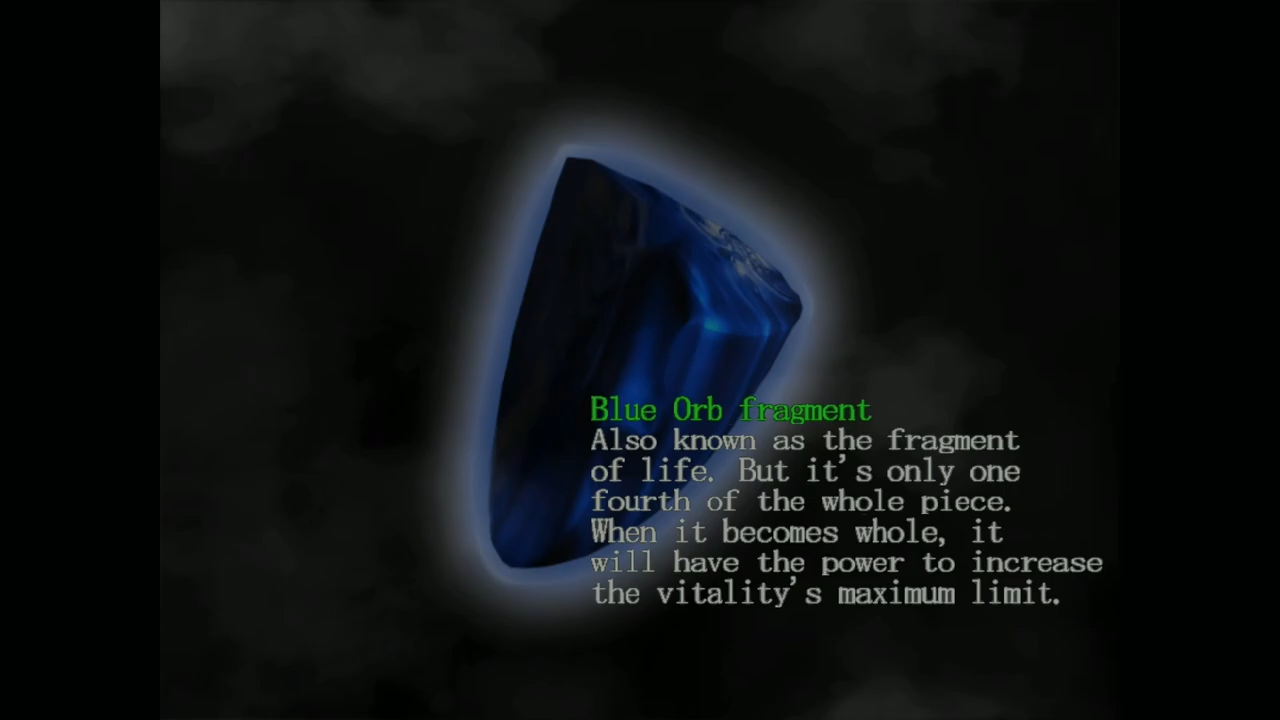 Blue Orb fragment
Also known as the fragment
of life. But it's only one
fourth of the whole piece.
When it becomes whole, it
will have the power to increase
the vitality's maximum limit.